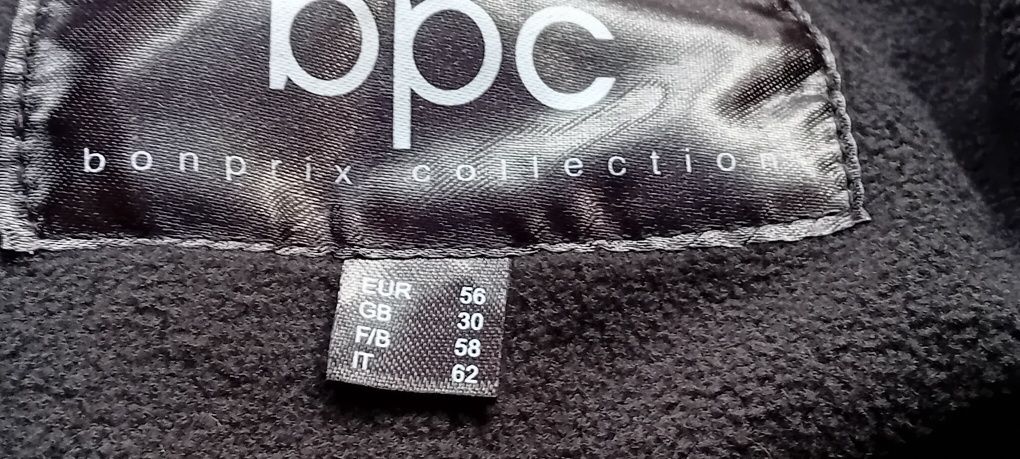 bpc
bonprix collection
EUR 56
GB 30
F/B 58
IT 62